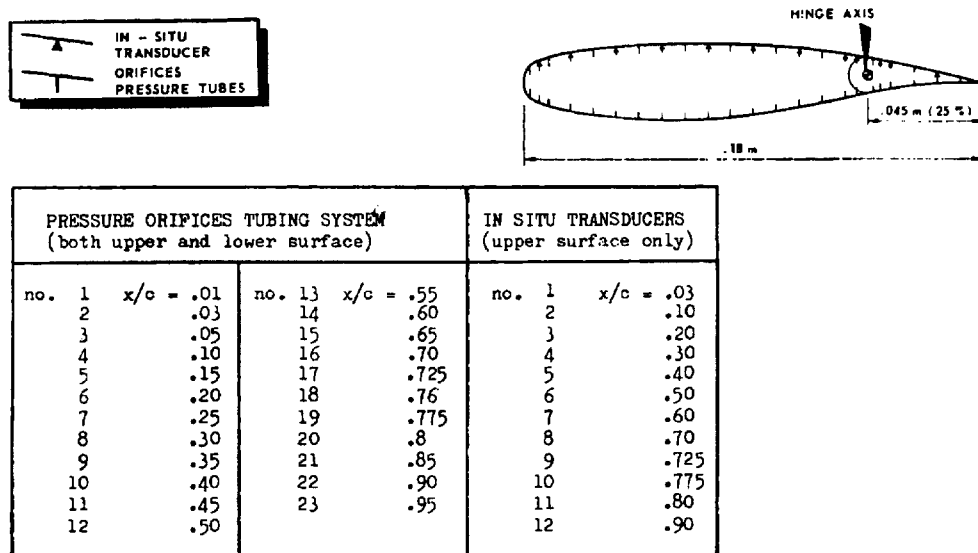 IN - SITU
TRANSDUCER
ORIFICES
PRESSURE TUBES
HINGE AXIS
.045 m (25 %)
.18 m
PRESSURE ORIFICES TUBING SYSTEM
(both upper and lower surface)
IN SITU TRANSDUCERS
(upper surface only)
no. 1 x/c = .01 no. 13 x/c = .55 no. 1 x/c = .03
2 .03 14 .60 2 .10
3 .05 15 .65 3 .20
4 .10 16 .70 4 .30
5 .15 17 .725 5 .40
6 .20 18 .76 6 .50
7 .25 19 .775 7 .60
8 .30 20 .8 8 .70
9 .35 21 .85 9 .725
10 .40 22 .90 10 .775
11 .45 23 .95 11 .80
12 .50 12 .90